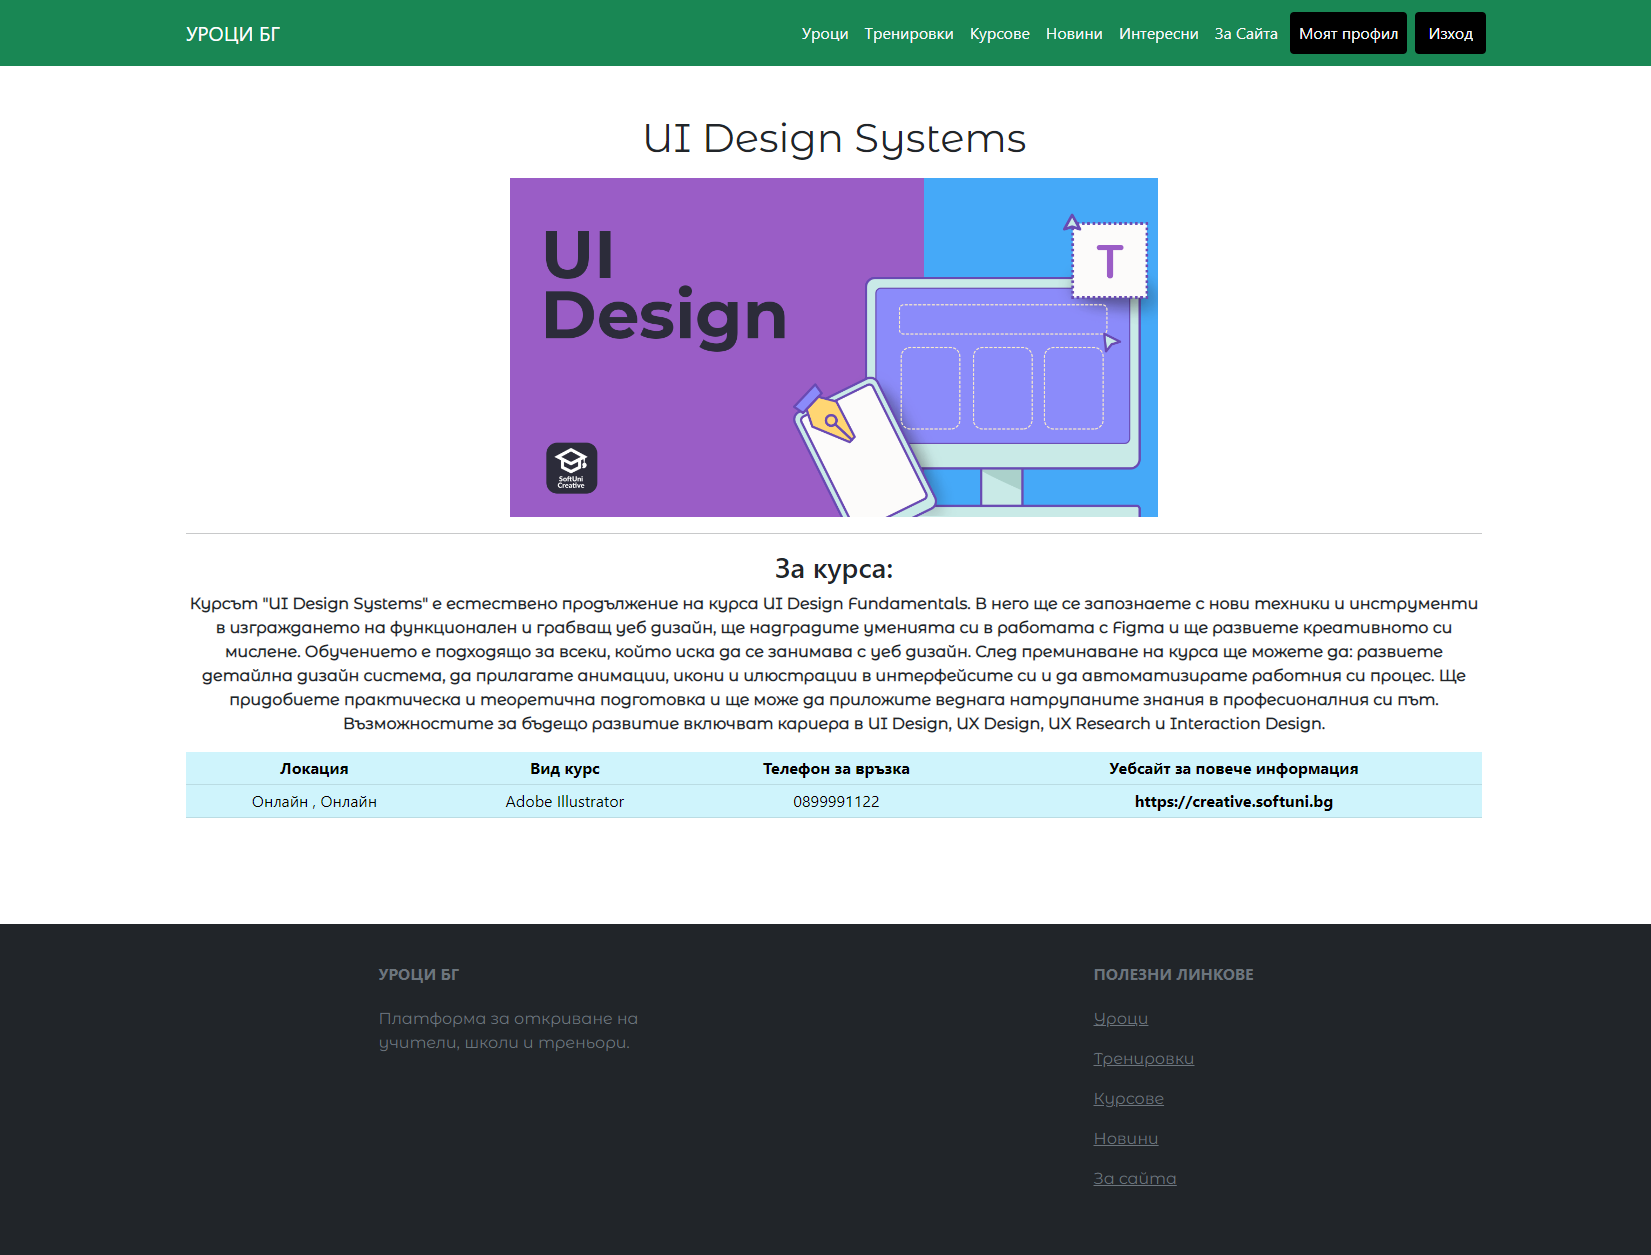 УРОЦИ БГ
Уроци Тренировки Курсове Новини Интересни За Сайта Моят профил Изход
UI Design Systems
UI
Design
T
SoftUni
Creative
За курса:
Курсът "UI Design Systems" е естествено продължение на курса UI Design Fundamentals. В него ще се запознаете с нови техники и инструменти
в изграждането на функционален и грабващ уеб дизайн, ще надградите уменията си в работата с Figma и ще развиете креативното си
мислене. Обучението е подходящо за всеки, който иска да се занимава с уеб дизайн. След преминаване на курса ще можете да: развиете
детайлна дизайн система, да прилагате анимации, икони и илюстрации в интерфейсите си и да автоматизирате работния си процес. Ще
придобиете практическа и теоретична подготовка и ще може да приложите веднага натрупаните знания в професионалния си път.
Възможностите за бъдещо развитие включват кариера в UI Design, UX Design, UX Research и Interaction Design.
Локация Вид курс Телефон за връзка Уебсайт за повече информация
Онлайн , Онлайн Adobe Illustrator 0899991122 https://creative.softuni.bg
УРОЦИ БГ
Платформа за откриване на
учители, школи и треньори.
ПОЛЕЗНИ ЛИНКОВЕ
Уроци
Тренировки
Курсове
Новини
За сайта